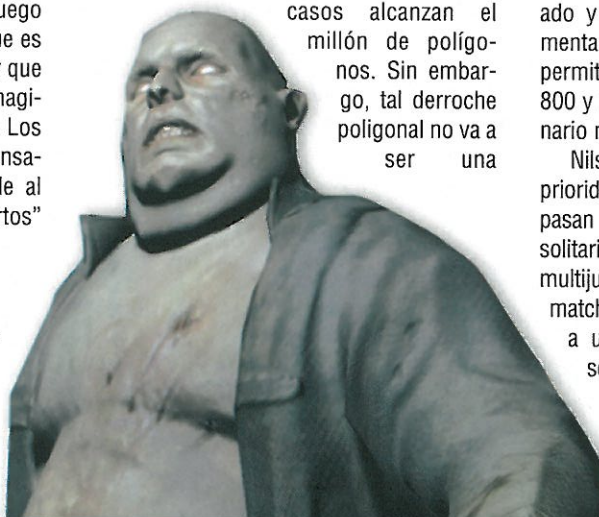 uego
ue es
que
nagi-
Los
nsa-
le al
rtos”
casos alcanzan el
millón de polígo-
nos. Sin embar-
go, tal derroche
poligonal no va a
ser una
ado y
menta
permit
800 y
nario r
Nils
priorid
pasan
solitari
multiju
match
a u
se